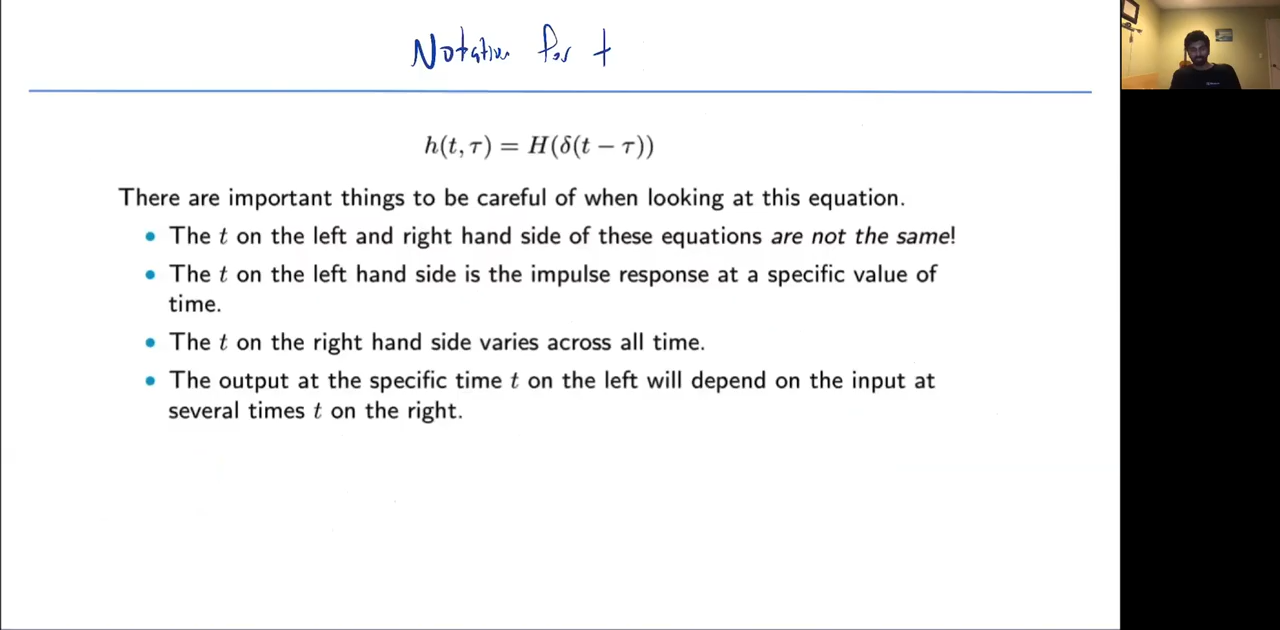 Notation for t
h(t, τ) = H(δ(t − τ))
There are important things to be careful of when looking at this equation.
• The t on the left and right hand side of these equations are not the same!
• The t on the left hand side is the impulse response at a specific value of
time.
• The t on the right hand side varies across all time.
• The output at the specific time t on the left will depend on the input at
several times t on the right.